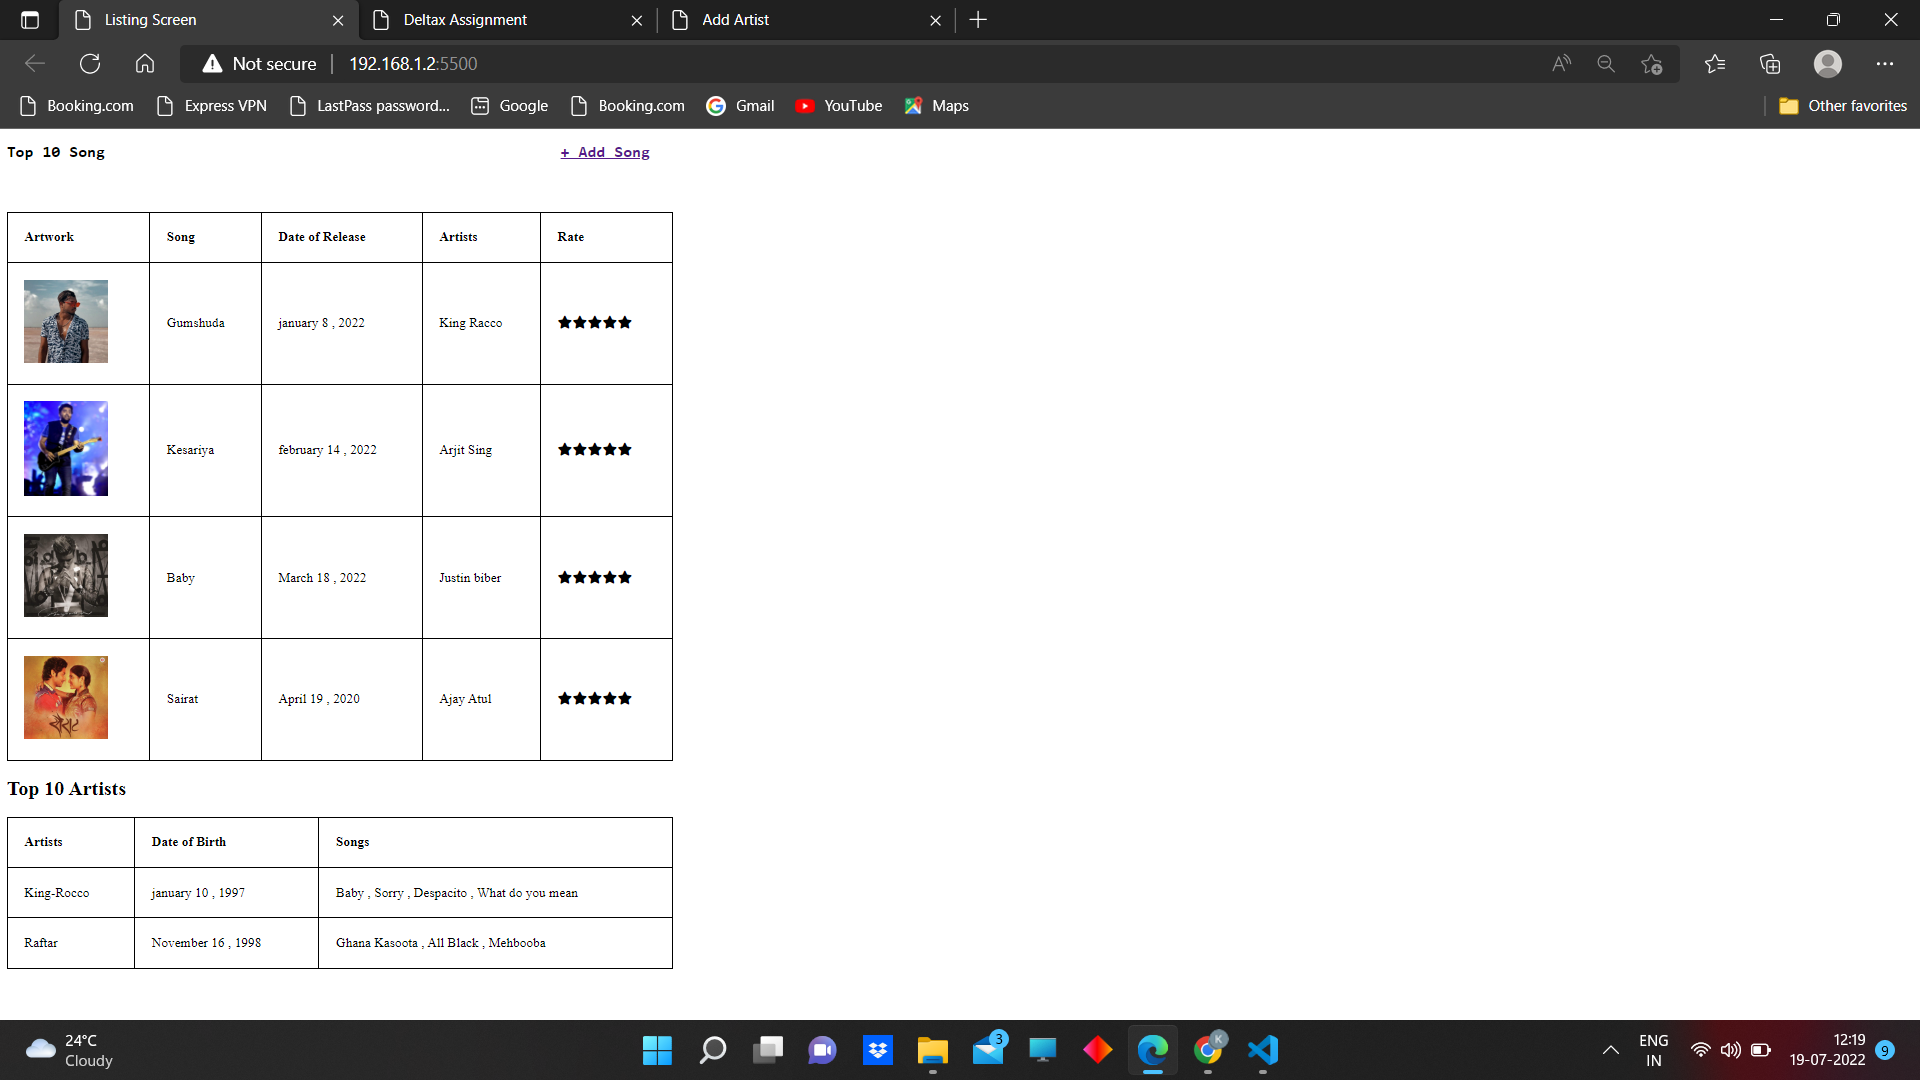 Listing Screen
Deltax Assignment
Add Artist
Not secure
192.168.1.2:5500
Booking.com
Express VPN
LastPass password...
Google
Booking.com
Gmail
YouTube
Maps
Other favorites
Top 10 Song
+ Add Song
Artwork Song Date of Release Artists Rate
Gumshuda january 8 , 2022 King Racco
Kesariya february 14 , 2022 Arjit Sing
Baby March 18 , 2022 Justin biber
Sairat April 19 , 2020 Ajay Atul
सैराट
Top 10 Artists
Artists Date of Birth Songs
King-Rocco january 10 , 1997 Baby , Sorry , Despacito , What do you mean
Raftar November 16 , 1998 Ghana Kasoota , All Black , Mehbooba
24°C
Cloudy
3
K
ENG
IN
12:19
19-07-2022
9